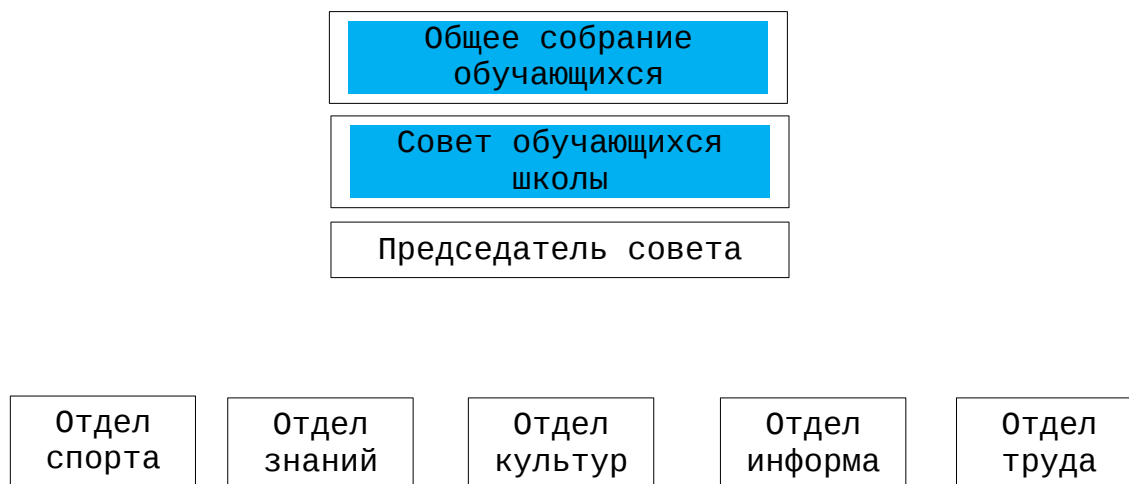 Общее собрание
обучающихся
Совет обучающихся
школы
Председатель совета
Отдел
спорта
Отдел
знаний
Отдел
культур
Отдел
информа
Отдел
труда